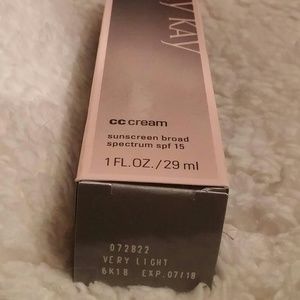 Y KAY
cc cream
sunscreen broad
spectrum spf 15
1 FL.OZ./29 ml
072822
VERY LIGHT
6K18 EXP.07/18